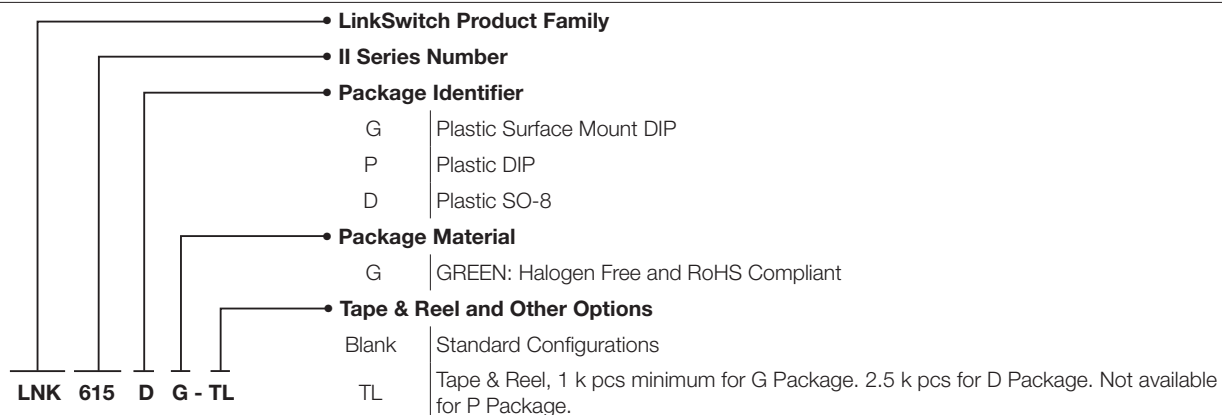 • LinkSwitch Product Family
• II Series Number
• Package Identifier
G Plastic Surface Mount DIP
P Plastic DIP
D Plastic SO-8
• Package Material
G GREEN: Halogen Free and RoHS Compliant
• Tape & Reel and Other Options
Blank Standard Configurations
TL Tape & Reel, 1 k pcs minimum for G Package. 2.5 k pcs for D Package. Not available
for P Package.
LNK 615 D G - TL